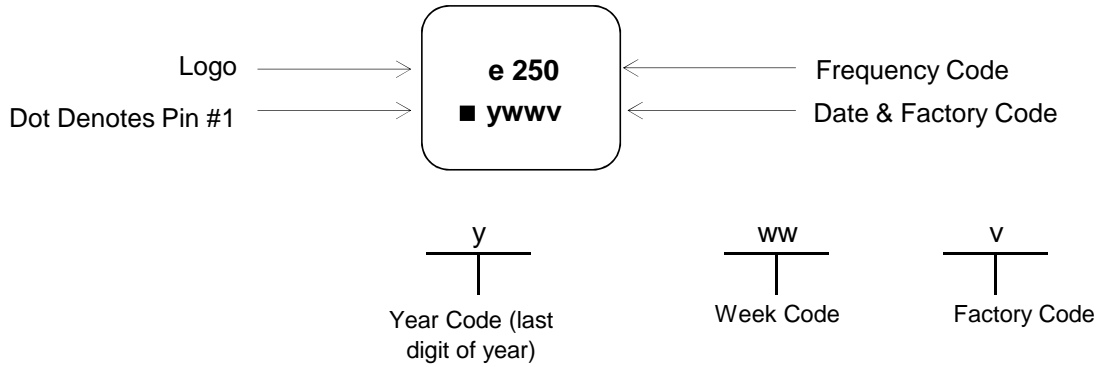 Logo
e 250
Frequency Code
Dot Denotes Pin #1
■ ywwv
Date & Factory Code
y
ww
v
Year Code (last
digit of year)
Week Code
Factory Code